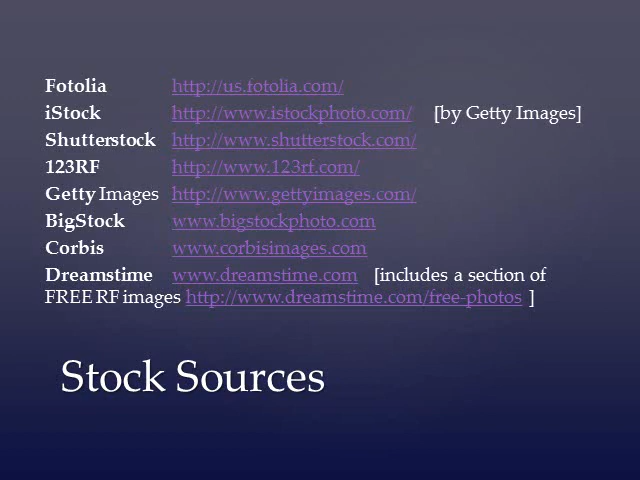 Fotolia http://us.fotolia.com/
iStock http://www.istockphoto.com/ [by Getty Images]
Shutterstock http://www.shutterstock.com/
123RF http://www.123rf.com/
Getty Images http://www.gettyimages.com/
BigStock www.bigstockphoto.com
Corbis www.corbisimages.com
Dreamstime www.dreamstime.com [includes a section of
FREE RF images http://www.dreamstime.com/free-photos ]
Stock Sources